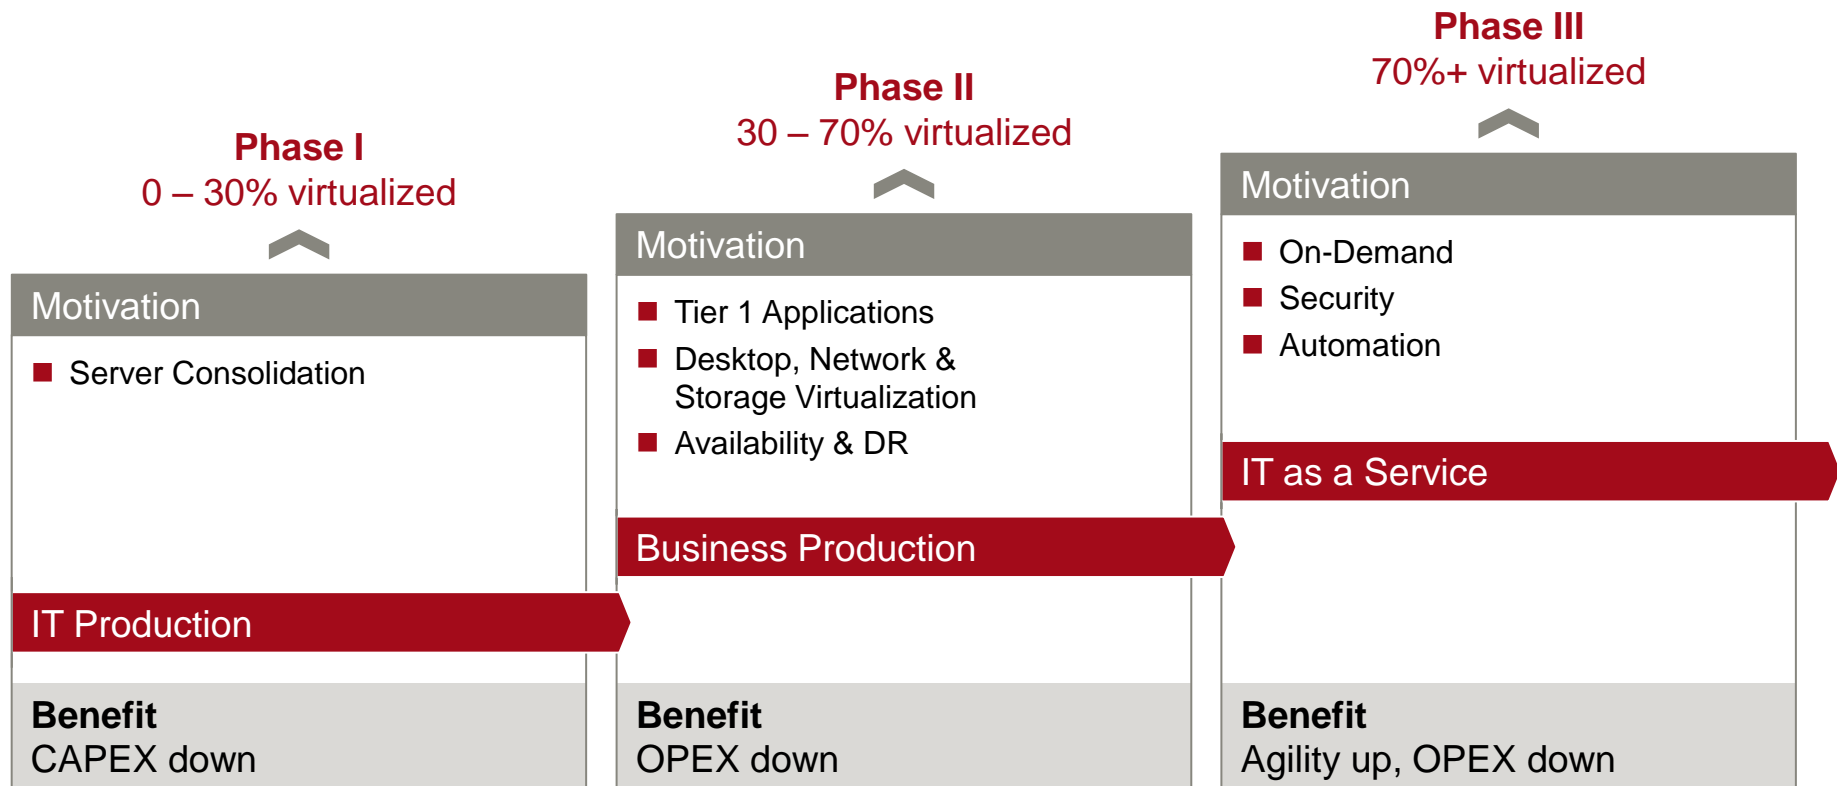 Phase I
0 – 30% virtualized
Motivation
Server Consolidation
IT Production
Benefit
CAPEX down
Phase II
30 – 70% virtualized
Motivation
Tier 1 Applications
Desktop, Network &
Storage Virtualization
Availability & DR
Business Production
Benefit
OPEX down
Phase III
70%+ virtualized
Motivation
On-Demand
Security
Automation
IT as a Service
Benefit
Agility up, OPEX down